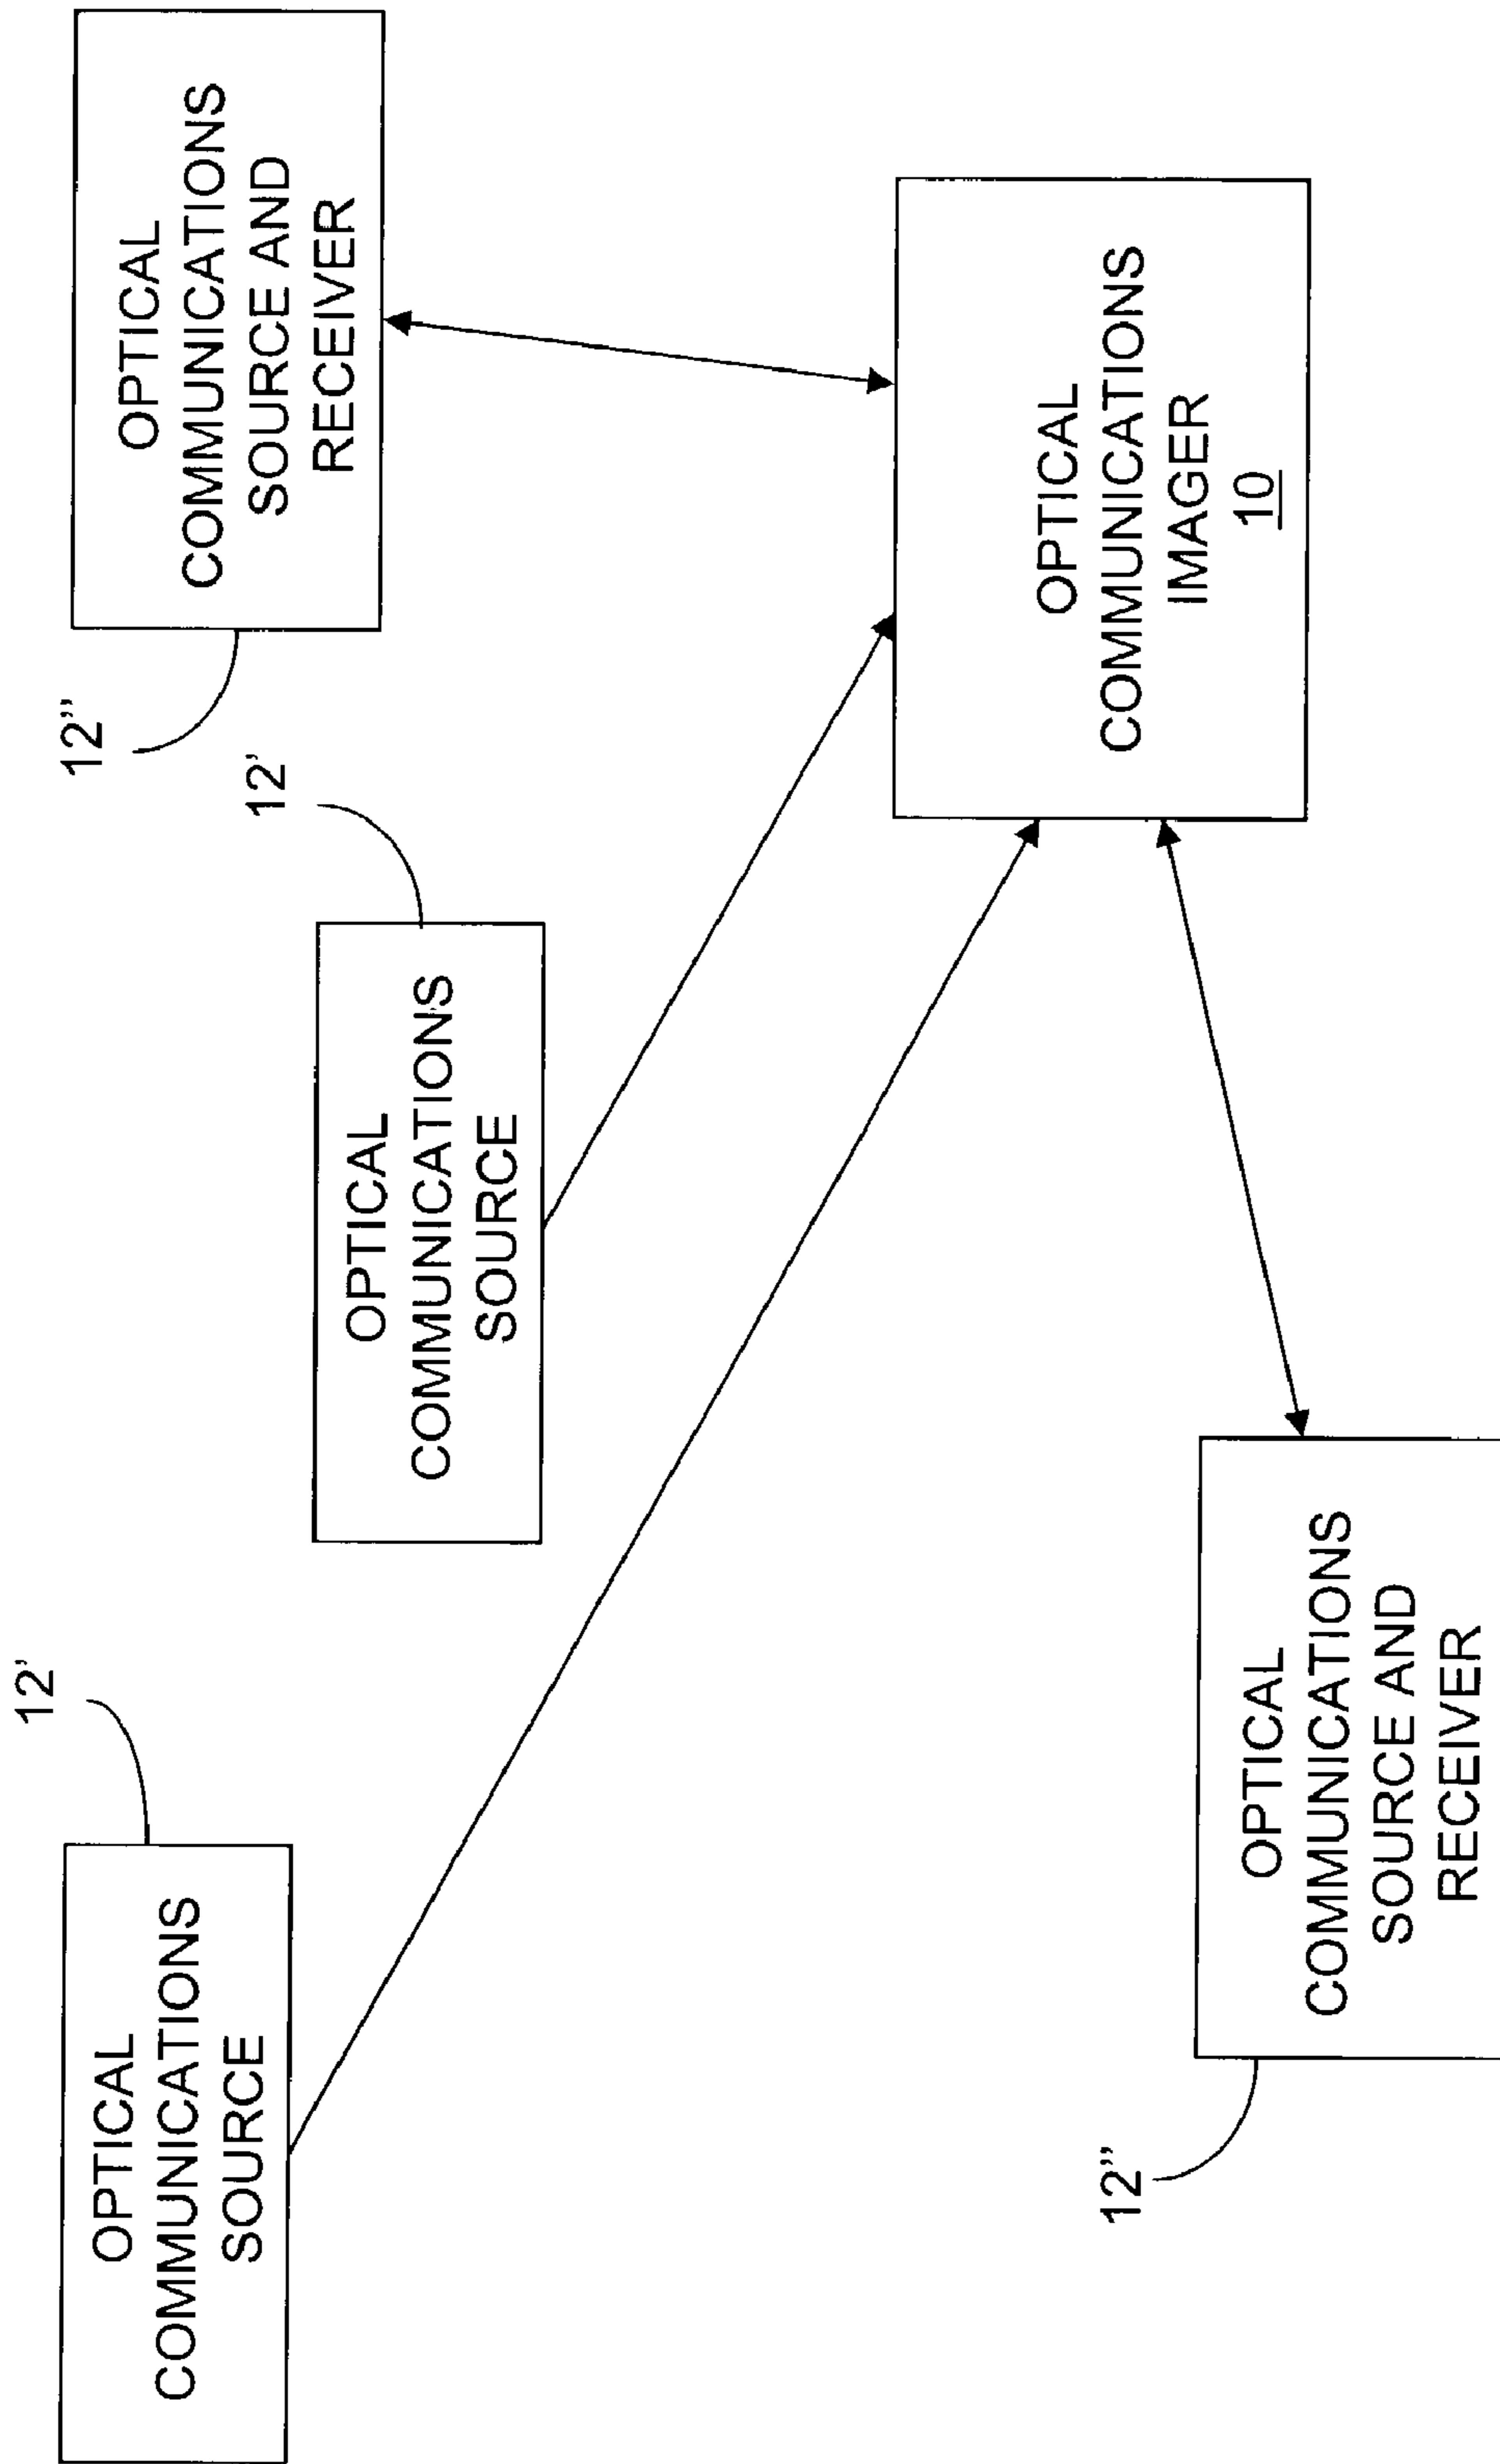 12'
OPTICAL
COMMUNICATIONS
SOURCE
12'
OPTICAL
COMMUNICATIONS
SOURCE
12"
OPTICAL
COMMUNICATIONS
SOURCE AND
RECEIVER
12"
OPTICAL
COMMUNICATIONS
SOURCE AND
RECEIVER
OPTICAL
COMMUNICATIONS
IMAGER
10